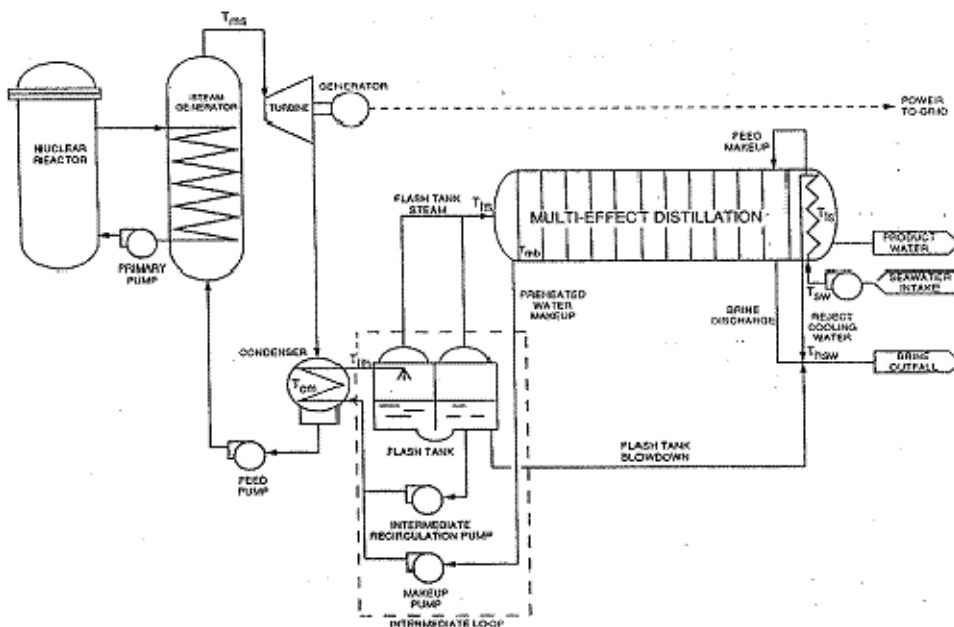 T_ms
STEAM
GENERATOR
NUCLEAR
REACTOR
TURBINE
GENERATOR
POWER
TO GRID
PRIMARY
PUMP
FEED
MAKEUP
FLASH TANK
STEAM
T_fs
MULTI-EFFECT DISTILLATION
T_fs
T_mb
PRODUCT
WATER
SEAWATER
INTAKE
T_sw
PREHEATED
WATER
MAKEUP
BRINE
DISCHARGE
REJECT
COOLING
WATER
T_hsw
BRINE
OUTFALL
CONDENSER
T_cm
FLASH TANK
FLASH TANK
BLOWDOWN
FEED
PUMP
INTERMEDIATE
RECIRCULATION PUMP
MAKEUP
PUMP
INTERMEDIATE LOOP